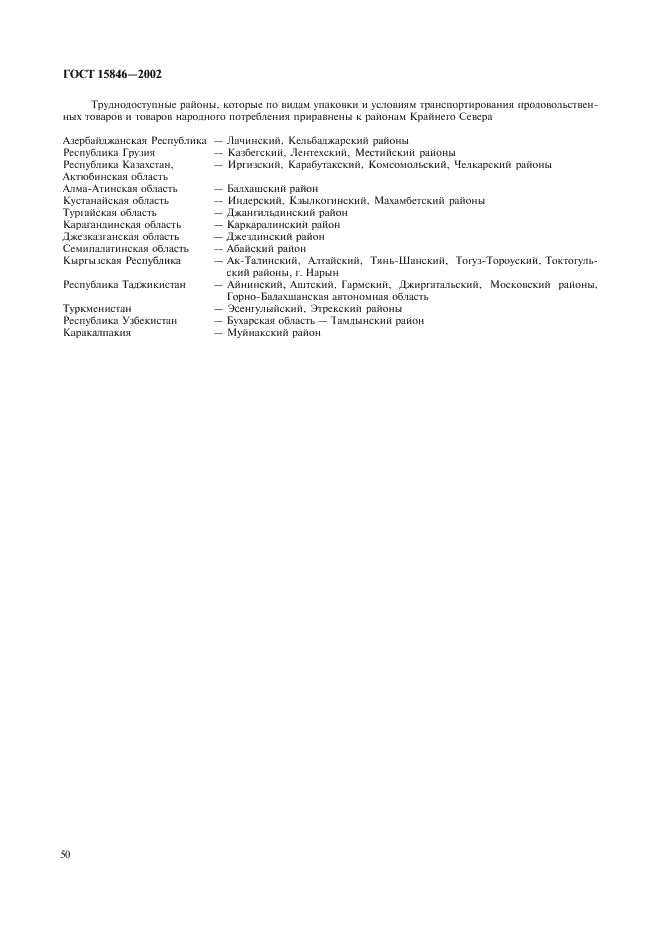 ГОСТ 15846—2002
Труднодоступные районы, которые по видам упаковки и условиям транспортирования продовольствен-
ных товаров и товаров народного потребления приравнены к районам Крайнего Севера
Азербайджанская Республика — Лачинский, Кельбаджарский районы
Республика Грузия — Казбегский, Лентехский, Местийский районы
Республика Казахстан, — Иргизский, Карабутакский, Комсомольский, Челкарский районы
Актюбинская область
Алма-Атинская область — Балхашский район
Кустанайская область — Индерский, Кзылкогинский, Махамбетский районы
Тургайская область — Джангильдинский район
Карагандинская область — Каркаралинский район
Джезказганская область — Джездинский район
Семипалатинская область — Абайский район
Кыргызская Республика — Ак-Талинский, Алтайский, Тянь-Шанский, Тогуз-Тороуский, Токтогуль-
ский районы, г. Нарын
Республика Таджикистан — Айнинский, Аштский, Гармский, Джиргатальский, Московский районы,
Горно-Бадахшанская автономная область
Туркменистан — Эсенгулыйский, Этрекский районы
Республика Узбекистан — Бухарская область — Тамдынский район
Каракалпакия — Муйнакский район
50